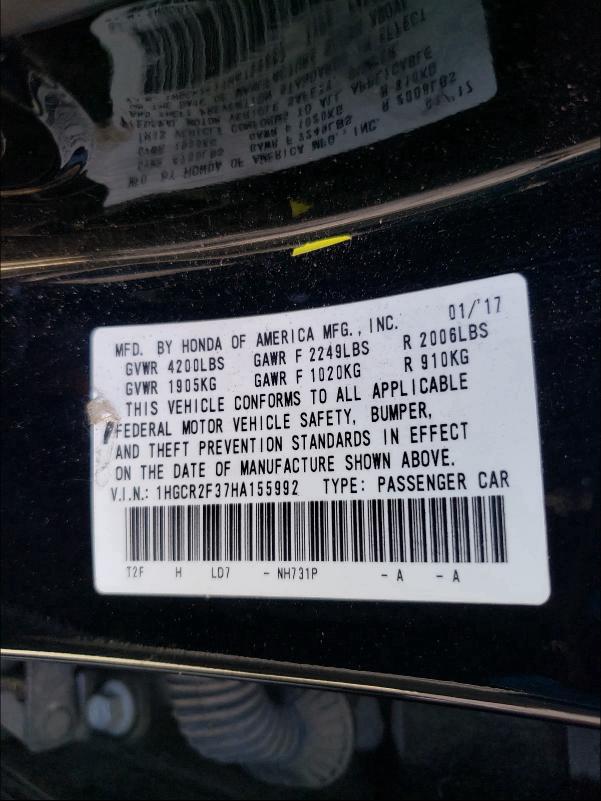 MFD. BY HONDA OF AMERICA MFG., INC. 01/'17
GVWR 4200LBS GAWR F 2249LBS R 2006LBS
GVWR 1905KG GAWR F 1020KG R 910KG
THIS VEHICLE CONFORMS TO ALL APPLICABLE
FEDERAL MOTOR VEHICLE SAFETY, BUMPER,
AND THEFT PREVENTION STANDARDS IN EFFECT
ON THE DATE OF MANUFACTURE SHOWN ABOVE.
V.I.N.: 1HGCR2F37HA155992 TYPE: PASSENGER CAR
T2F H LD7 - NH731P - A - A